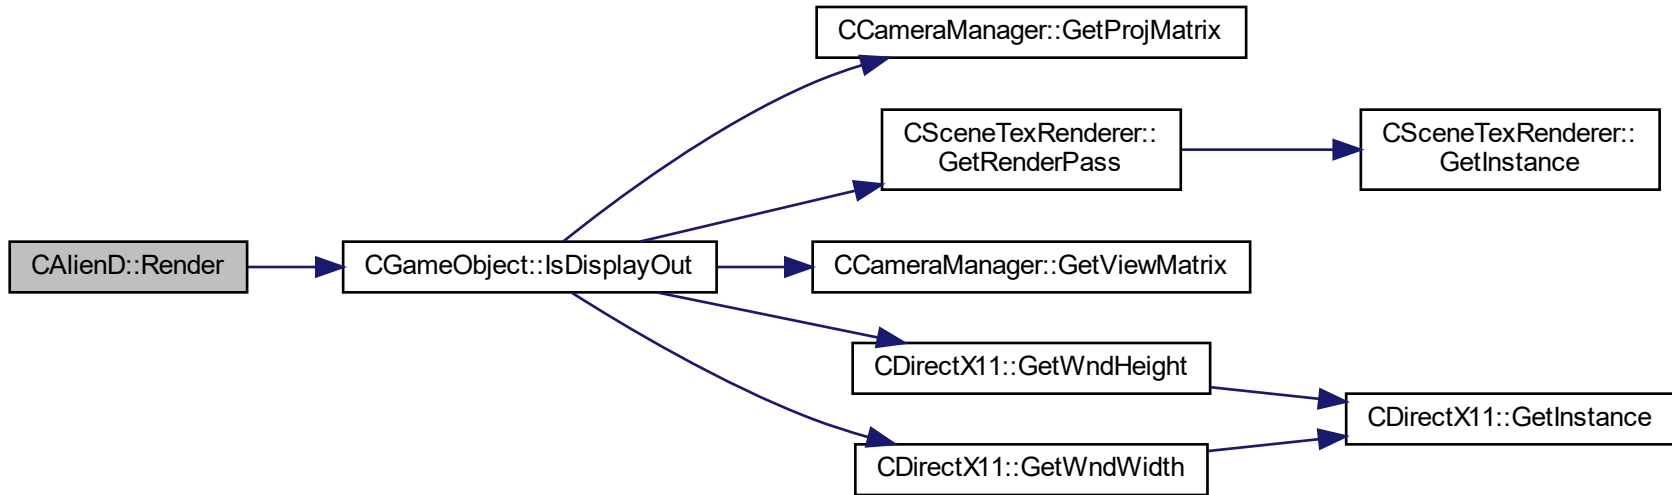 CCameraManager::GetProjMatrix
CSceneTexRenderer::
GetRenderPass
CSceneTexRenderer::
GetInstance
CAlienD::Render
CGameObject::IsDisplayOut
CCameraManager::GetViewMatrix
CDirectX11::GetWndHeight
CDirectX11::GetInstance
CDirectX11::GetWndWidth